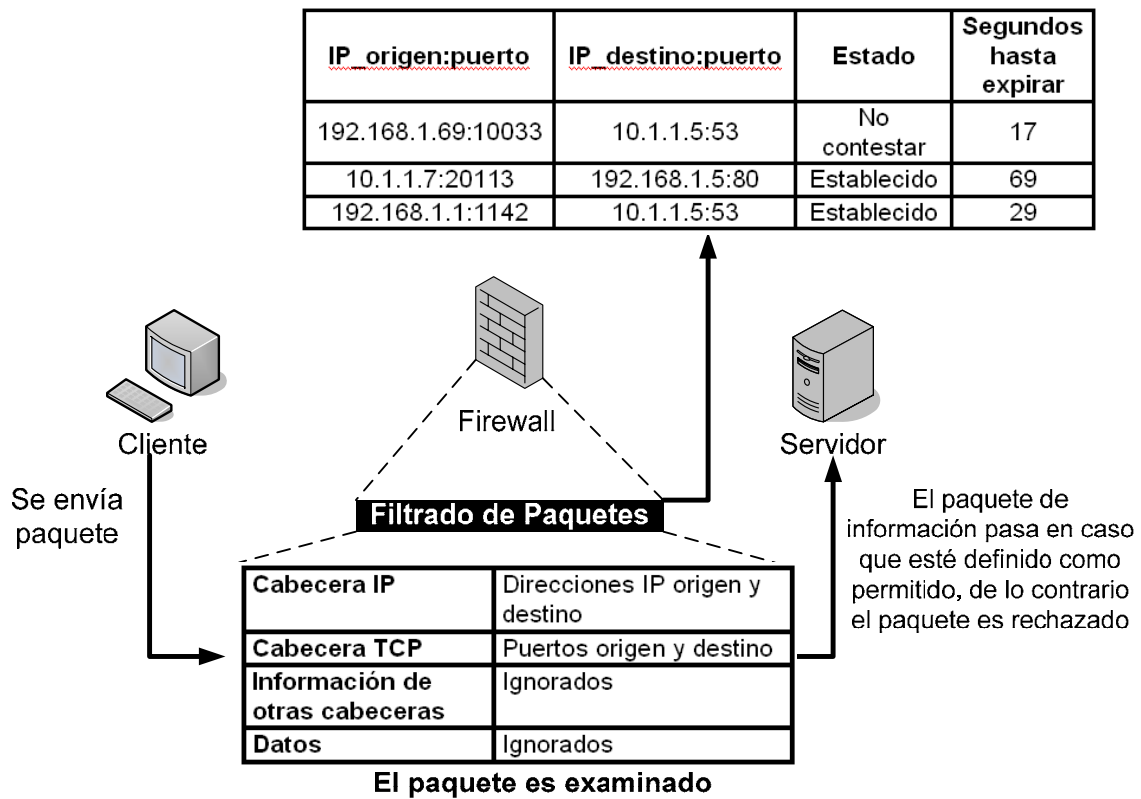 IP_origen:puerto
IP_destino:puerto
Estado
Segundos
hasta
expirar
192.168.1.69:10033
10.1.1.5:53
No
contestar
17
10.1.1.7:20113
192.168.1.5:80
Establecido
69
192.168.1.1:1142
10.1.1.5:53
Establecido
29
Cliente
Firewall
Servidor
Se envía
paquete
Filtrado de Paquetes
El paquete de
información pasa en caso
que esté definido como
permitido, de lo contrario
el paquete es rechazado
Cabecera IP
Direcciones IP origen y
destino
Cabecera TCP
Puertos origen y destino
Información de
otras cabeceras
Ignorados
Datos
Ignorados
El paquete es examinado